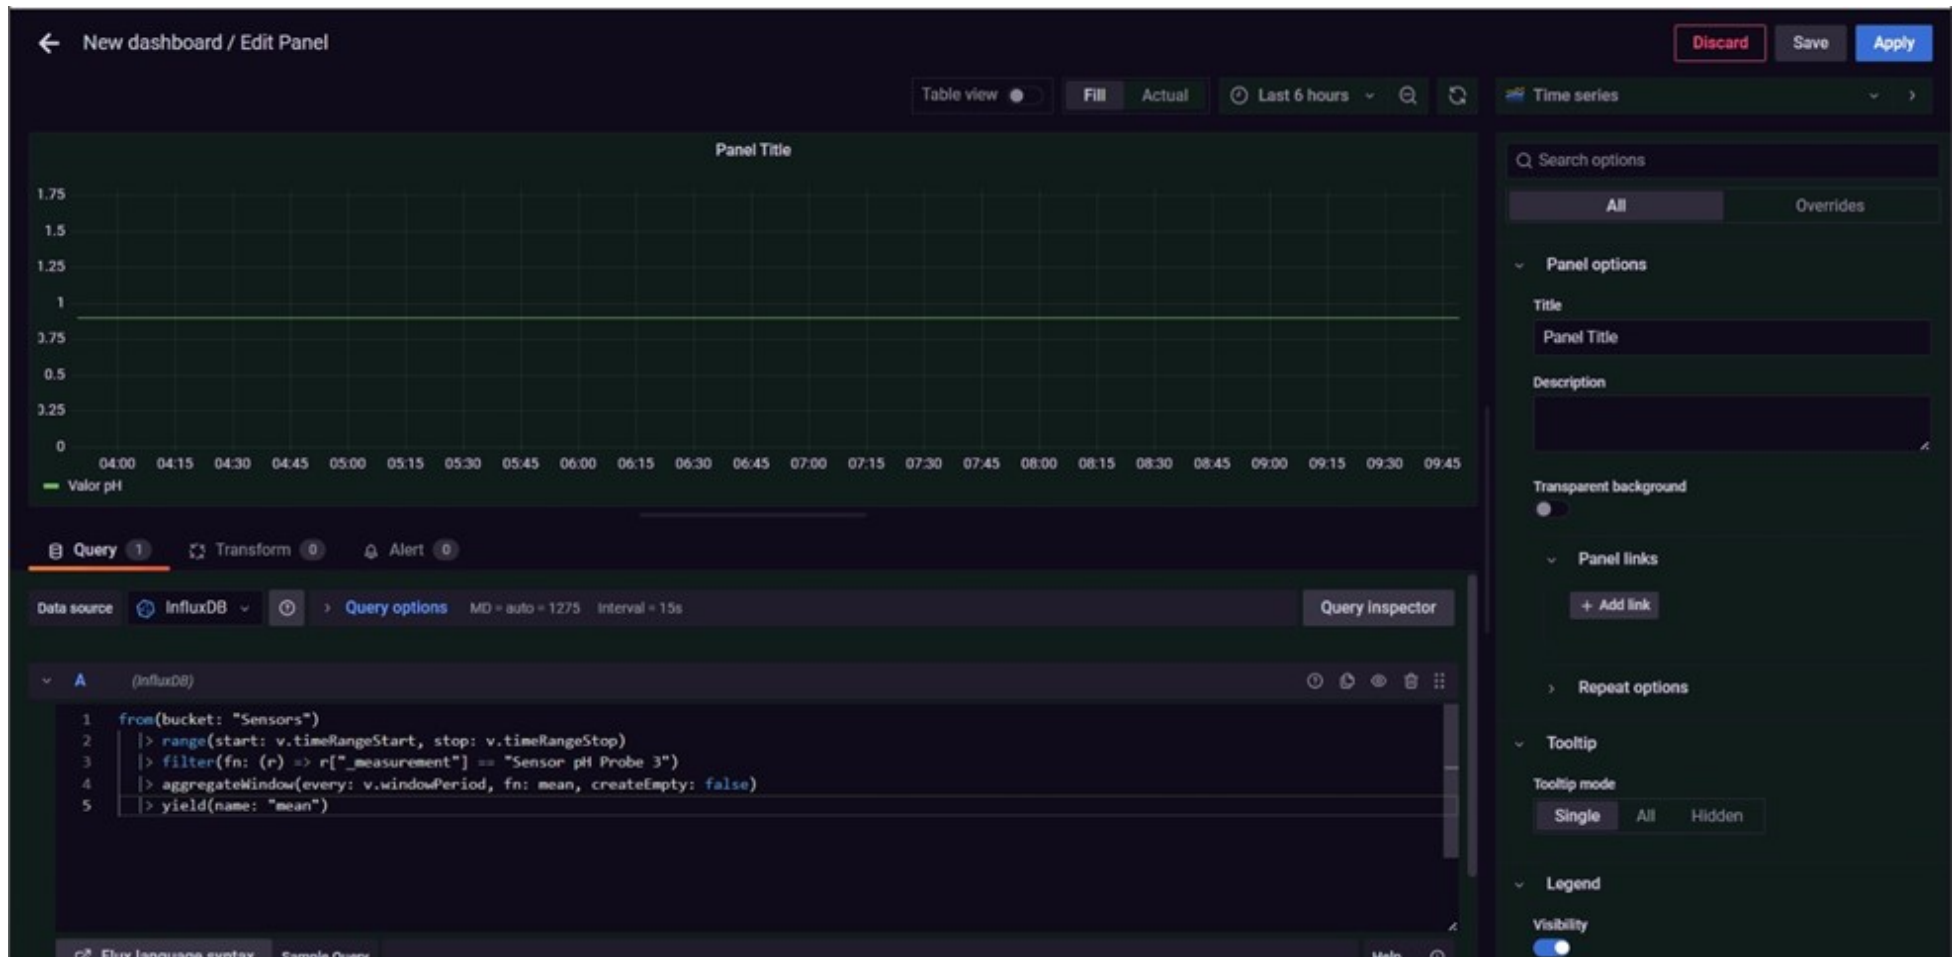 New dashboard / Edit Panel
Discard
Save
Apply
Table view
Fill
Actual
Last 6 hours
Time series
Panel Title
1.75
1.5
1.25
1
0.75
0.5
0.25
0
04:00 04:15 04:30 04:45 05:00 05:15 05:30 05:45 06:00 06:15 06:30 06:45 07:00 07:15 07:30 07:45 08:00 08:15 08:30 08:45 09:00 09:15 09:30 09:45
Valor pH
Search options
All
Overrides
Panel options
Title
Panel Title
Description
Transparent background
Panel links
+ Add link
Repeat options
Tooltip
Tooltip mode
Single All Hidden
Legend
Visibility
Query 1
Transform 0
Alert 0
Data source
InfluxDB
Query options
MD = auto = 1275
Interval = 15s
Query inspector
A
(InfluxDB)
1 from(bucket: "Sensors")
2 |> range(start: v.timeRangeStart, stop: v.timeRangeStop)
3 |> filter(fn: (r) => r["_measurement"] == "Sensor pH Probe 3")
4 |> aggregateWindow(every: v.windowPeriod, fn: mean, createEmpty: false)
5 |> yield(name: "mean")
Flux language syntax
Sample Query
Help